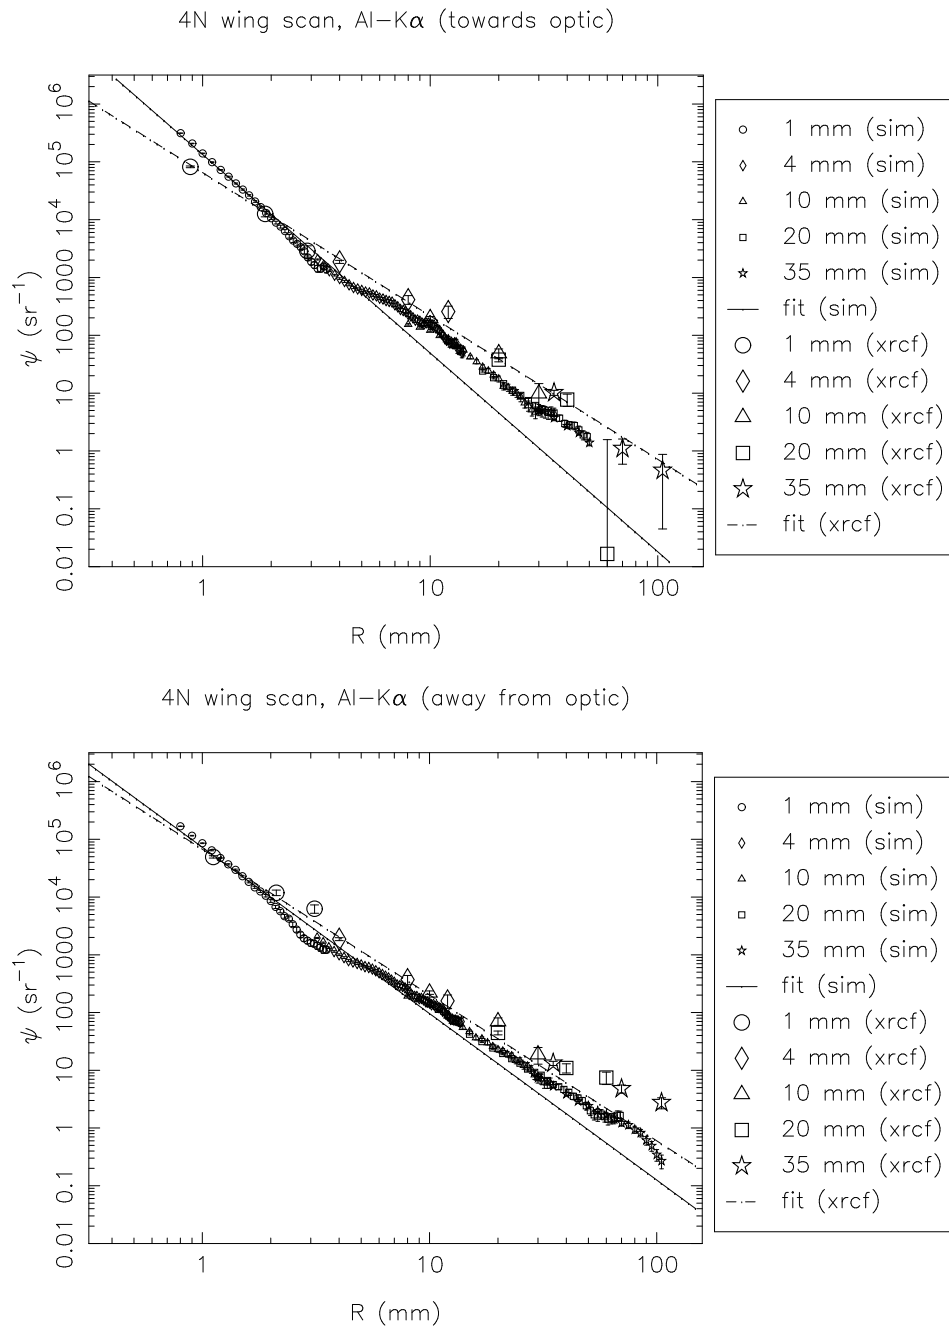 4N wing scan, Al-Kα (towards optic)
ψ (sr⁻¹)
10⁶
10⁵
10⁴
1000
100
10
1
0.1
0.01
1
10
100
R (mm)
1 mm (sim)
4 mm (sim)
10 mm (sim)
20 mm (sim)
35 mm (sim)
fit (sim)
1 mm (xrcf)
4 mm (xrcf)
10 mm (xrcf)
20 mm (xrcf)
35 mm (xrcf)
fit (xrcf)
4N wing scan, Al-Kα (away from optic)
ψ (sr⁻¹)
10⁶
10⁵
10⁴
1000
100
10
1
0.1
0.01
1
10
100
R (mm)
1 mm (sim)
4 mm (sim)
10 mm (sim)
20 mm (sim)
35 mm (sim)
fit (sim)
1 mm (xrcf)
4 mm (xrcf)
10 mm (xrcf)
20 mm (xrcf)
35 mm (xrcf)
fit (xrcf)